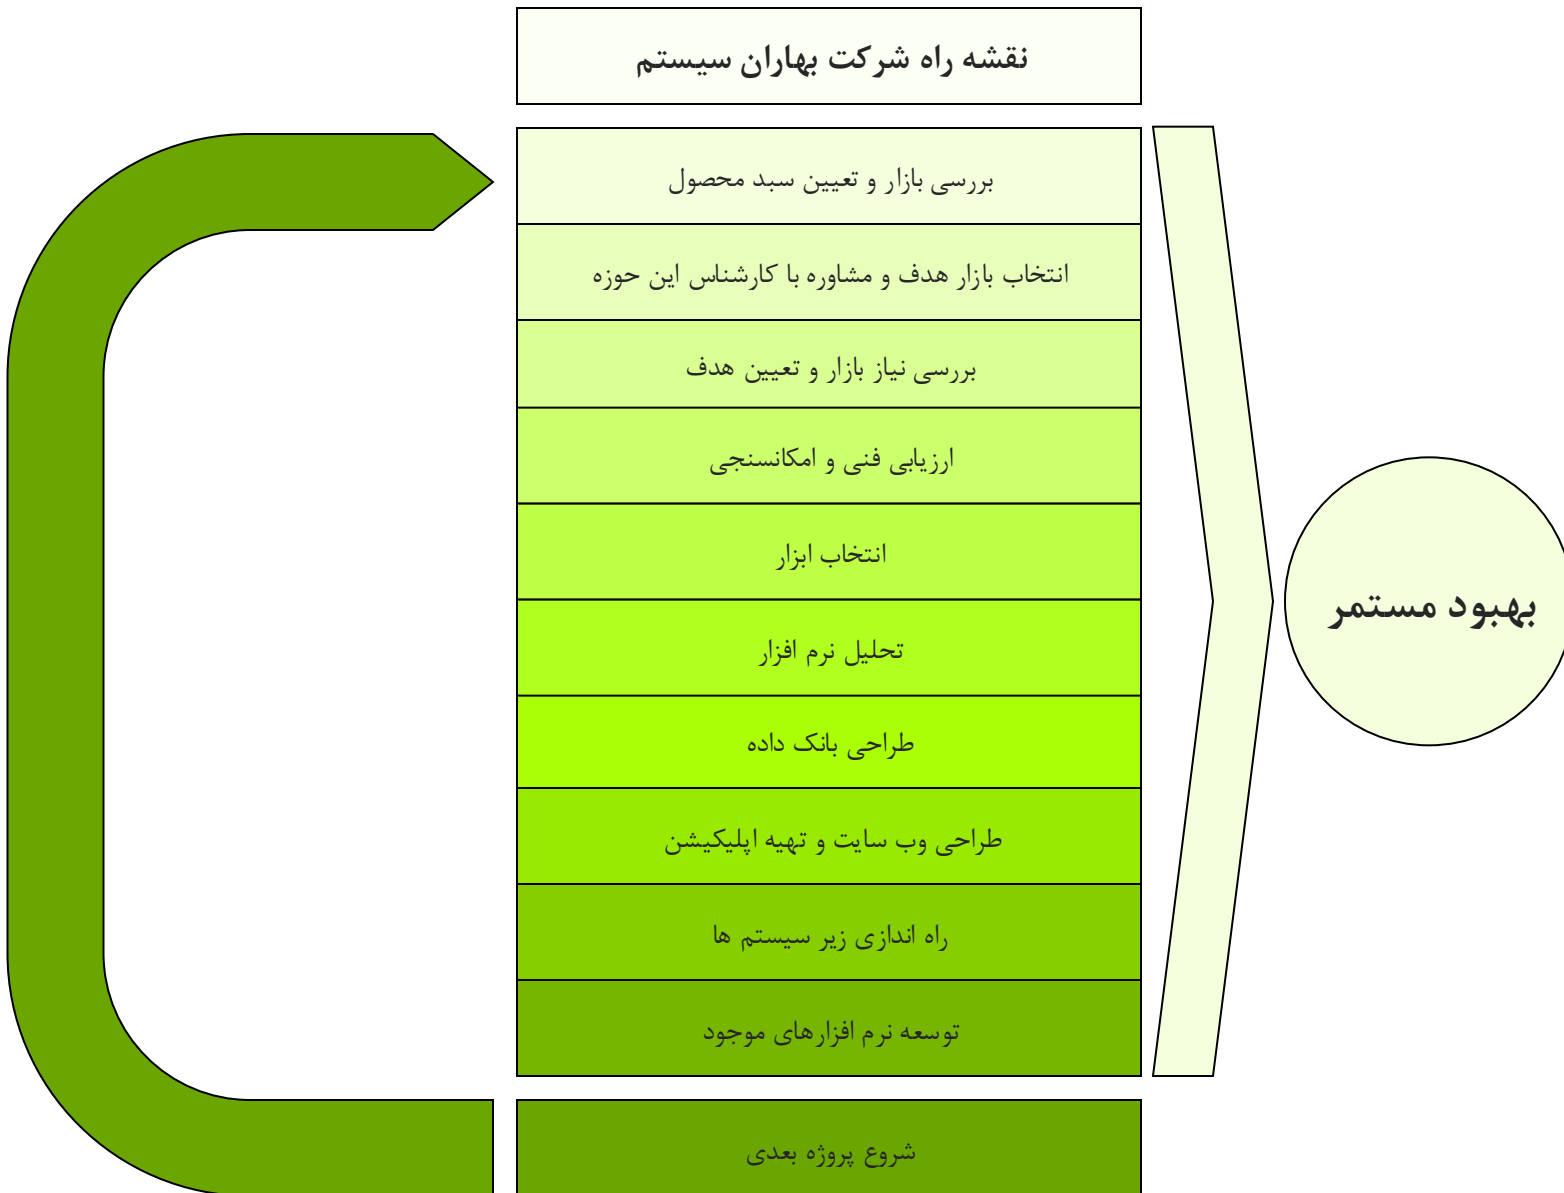 نقشه راه شرکت بهاران سیستم
بررسی بازار و تعیین سبد محصول
انتخاب بازار هدف و مشاوره با کارشناس این حوزه
بررسی نیاز بازار و تعیین هدف
ارزیابی فنی و امکانسنجی
انتخاب ابزار
تحلیل نرم افزار
طراحی بانک داده
طراحی وب سایت و تهیه اپلیکیشن
راه اندازی زیر سیستم ها
توسعه نرم افزارهای موجود
شروع پروژه بعدی
بهبود مستمر